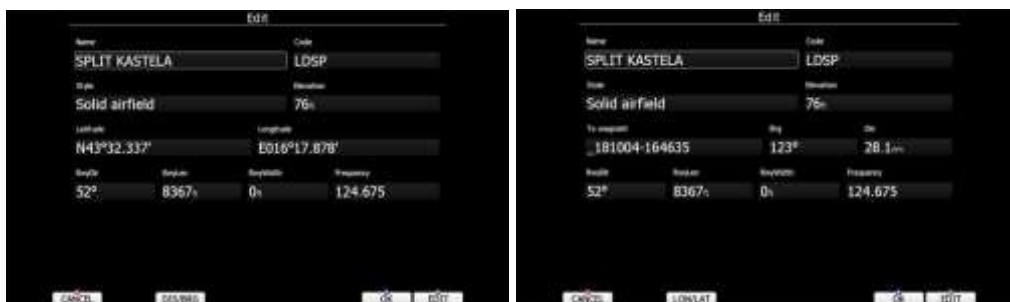 Edit
Name Code
SPLIT KASTELA LDSP
Style Elevation
Solid airfield 76ft
Latitude Longitude
N43°32.337' E016°17.878'
RwyDir RwyLen RwyWidth Frequency
52° 8367ft 0ft 124.675
CANCEL DIS/BRG OK EDIT
Edit
Name Code
SPLIT KASTELA LDSP
Style Elevation
Solid airfield 76ft
To waypoint Brg Dis
_181004-164635 123° 28.1nm
RwyDir RwyLen RwyWidth Frequency
52° 8367ft 0ft 124.675
CANCEL LON/LAT OK EDIT